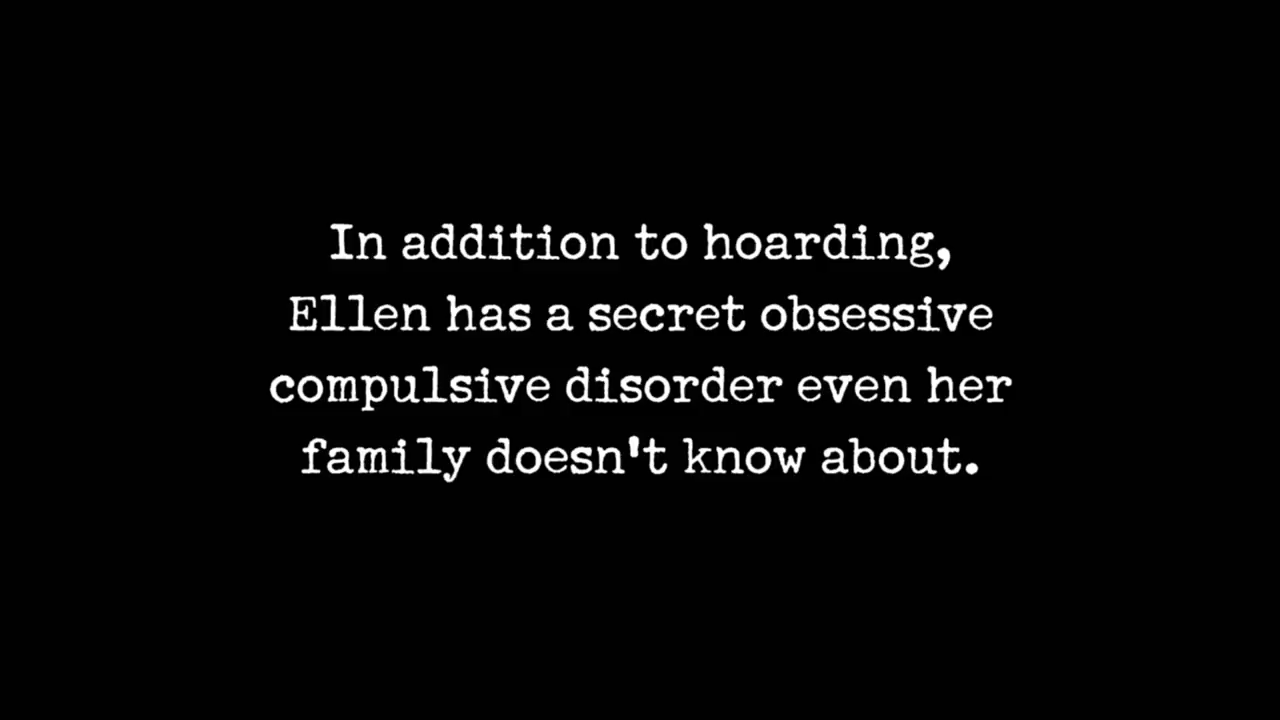 In addition to hoarding,
Ellen has a secret obsessive
compulsive disorder even her
family doesn't know about.